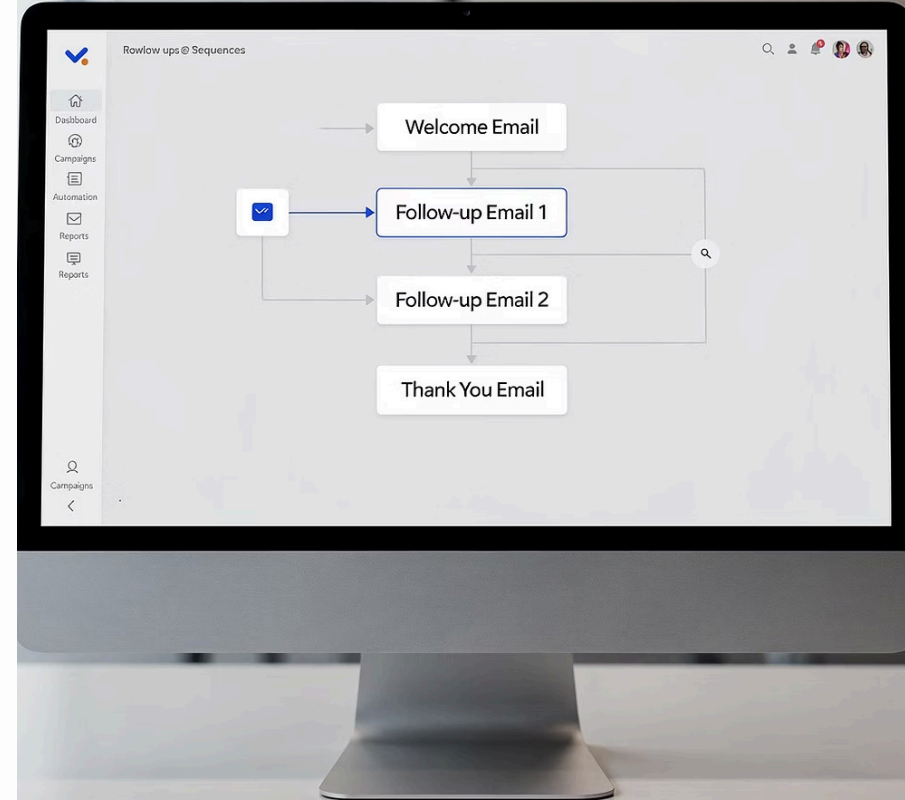 Rowlow ups@ Sequences
Dasbboard
Campaigns
Automation
Reports
Reports
Campaigns
Welcome Email
Follow-up Email 1
Follow-up Email 2
Thank You Email